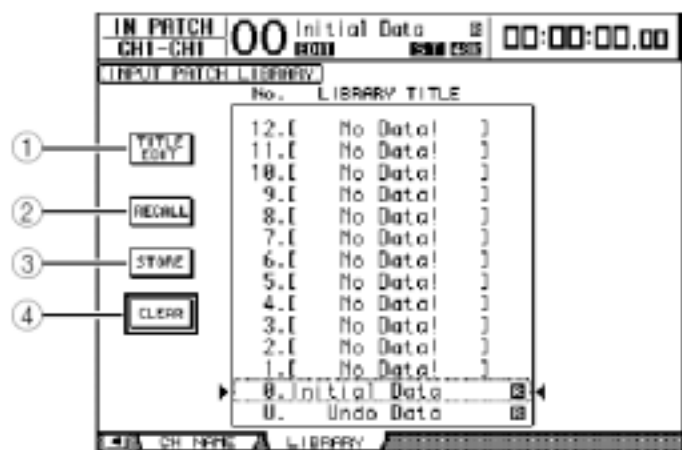 IN PATCH
CH1-CH1
00
Initial Data
EDIT
ST
48k
00:00:00.00
INPUT PATCH LIBRARY
No. LIBRARY TITLE
12.[ No Data! ]
11.[ No Data! ]
10.[ No Data! ]
9.[ No Data! ]
8.[ No Data! ]
7.[ No Data! ]
6.[ No Data! ]
5.[ No Data! ]
4.[ No Data! ]
3.[ No Data! ]
2.[ No Data! ]
1.[ No Data! ]
0.Initial Data
U. Undo Data
1
TITLE EDIT
2
RECALL
3
STORE
4
CLEAR
CH NAME
LIBRARY